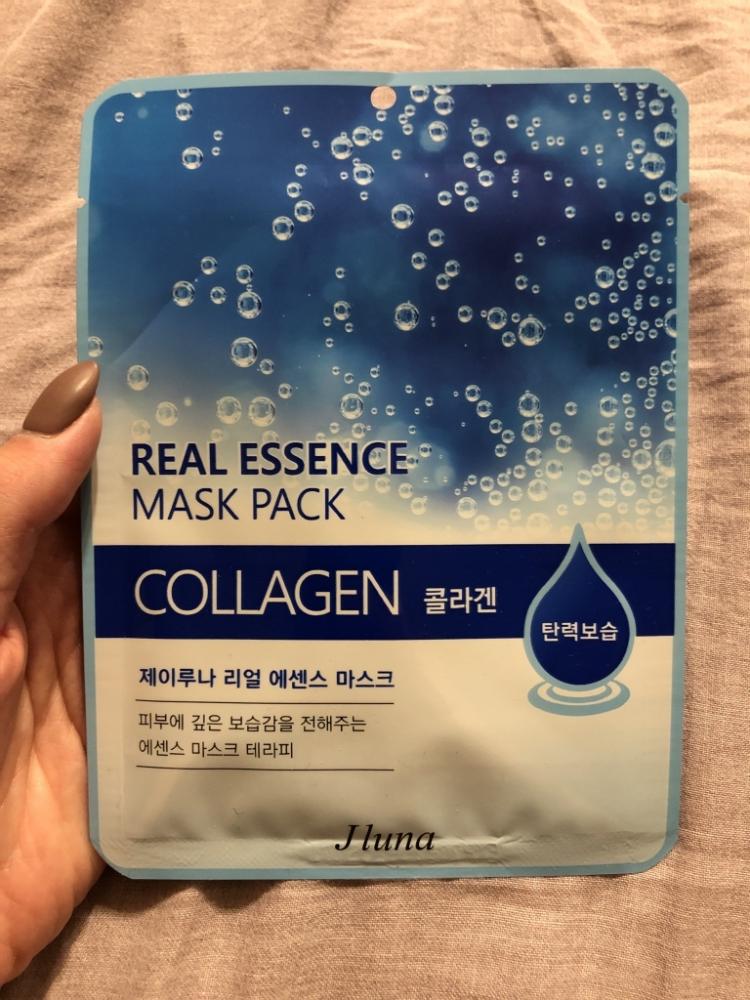 REAL ESSENCE
MASK PACK
COLLAGEN 콜라겐
탄력보습
제이루나 리얼 에센스 마스크
피부에 깊은 보습감을 전해주는
에센스 마스크 테라피
Jluna